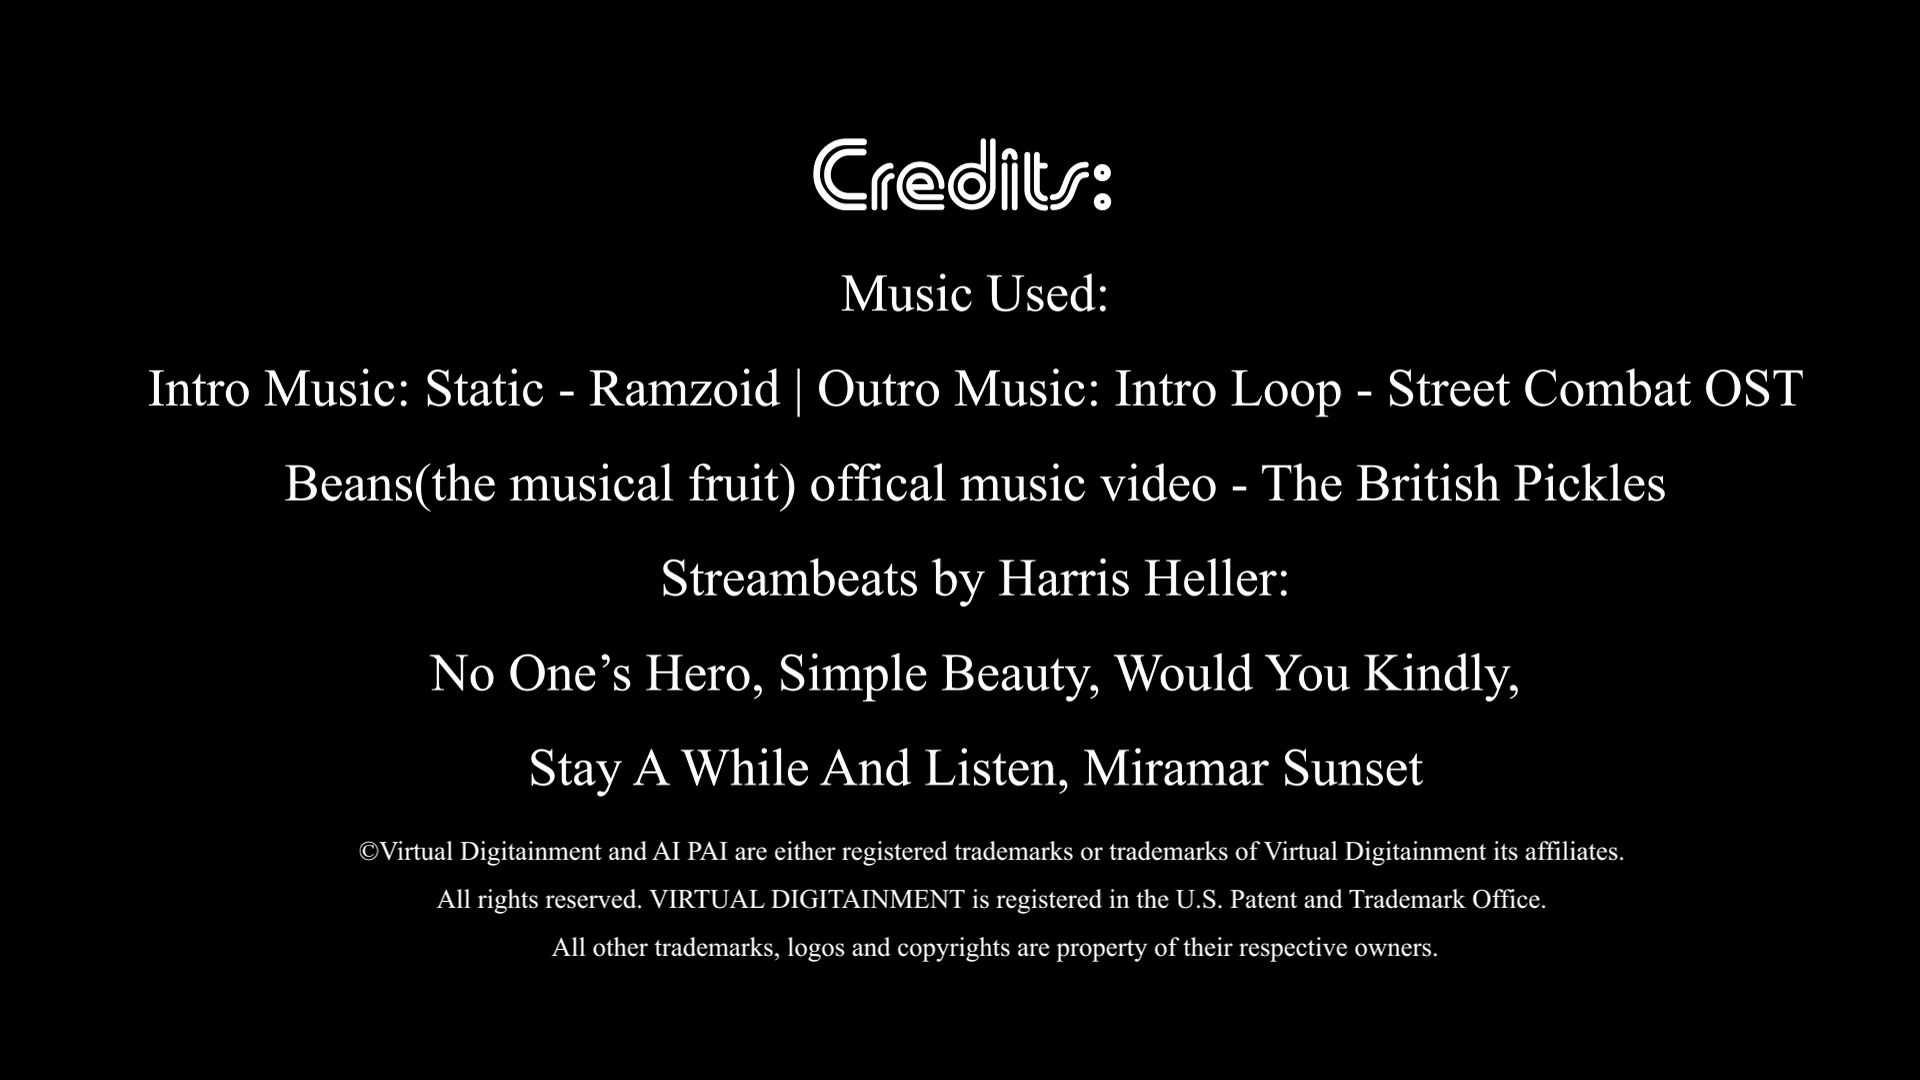 Credits:
Music Used:
Intro Music: Static - Ramzoid | Outro Music: Intro Loop - Street Combat OST
Beans(the musical fruit) offical music video - The British Pickles
Streambeats by Harris Heller:
No One’s Hero, Simple Beauty, Would You Kindly,
Stay A While And Listen, Miramar Sunset
©Virtual Digitainment and AI PAI are either registered trademarks or trademarks of Virtual Digitainment its affiliates.
All rights reserved. VIRTUAL DIGITAINMENT is registered in the U.S. Patent and Trademark Office.
All other trademarks, logos and copyrights are property of their respective owners.